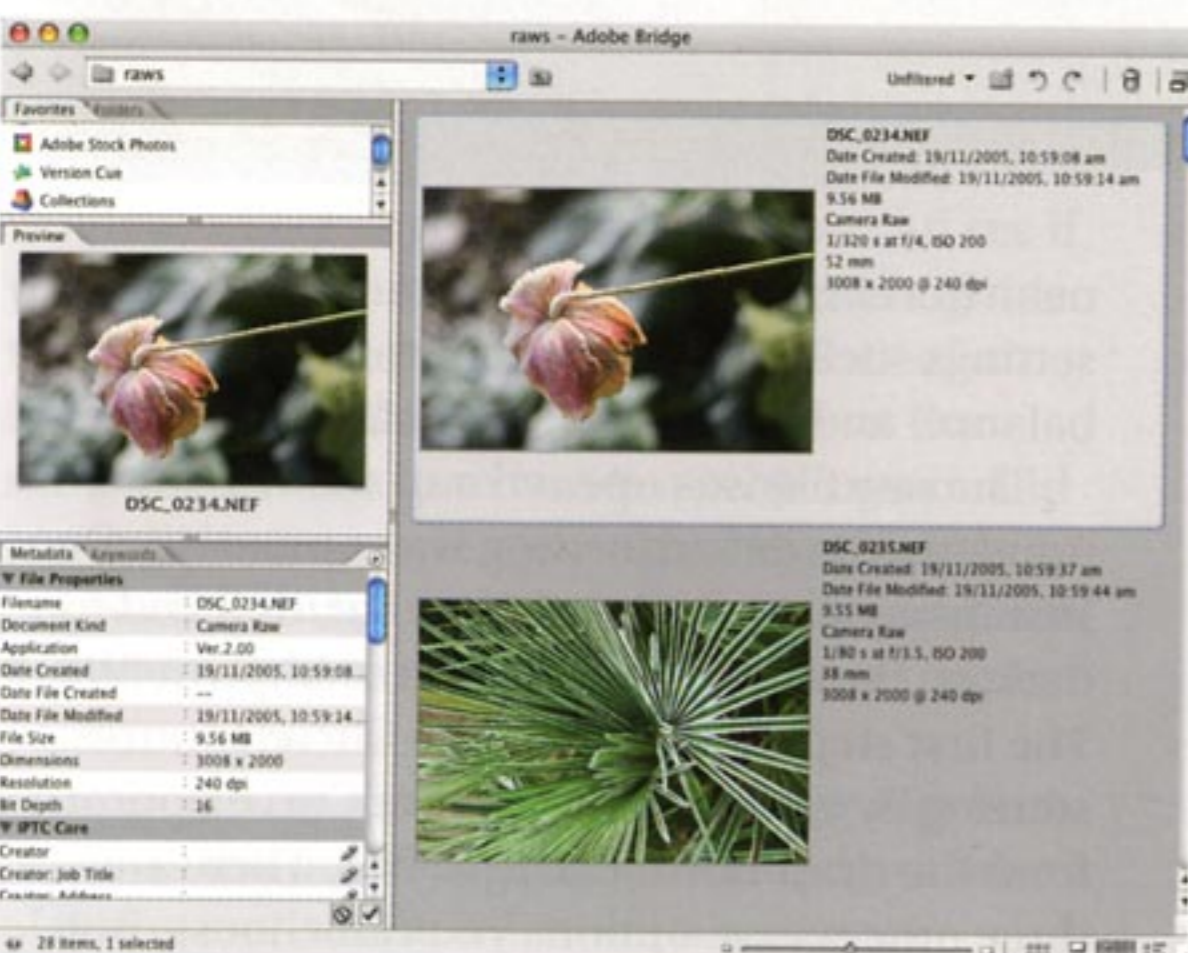 raws – Adobe Bridge
raws
Unfiltered
Favorites Folders
Adobe Stock Photos
Version Cue
Collections
Preview
DSC_0234.NEF
Metadata Keywords
File Properties
Filename : DSC_0234.NEF
Document Kind : Camera Raw
Application : Ver.2.00
Date Created : 19/11/2005, 10:59:08...
Date File Created : --
Date File Modified : 19/11/2005, 10:59:14...
File Size : 9.56 MB
Dimensions : 3008 x 2000
Resolution : 240 dpi
Bit Depth : 16
IPTC Core
Creator :
Creator: Job Title :
Creator: Address
28 items, 1 selected
DSC_0234.NEF
Date Created: 19/11/2005, 10:59:08 am
Date File Modified: 19/11/2005, 10:59:14 am
9.56 MB
Camera Raw
1/320 s at f/4, ISO 200
52 mm
3008 x 2000 @ 240 dpi
DSC_0235.NEF
Date Created: 19/11/2005, 10:59:37 am
Date File Modified: 19/11/2005, 10:59:44 am
9.55 MB
Camera Raw
1/80 s at f/3.5, ISO 200
38 mm
3008 x 2000 @ 240 dpi